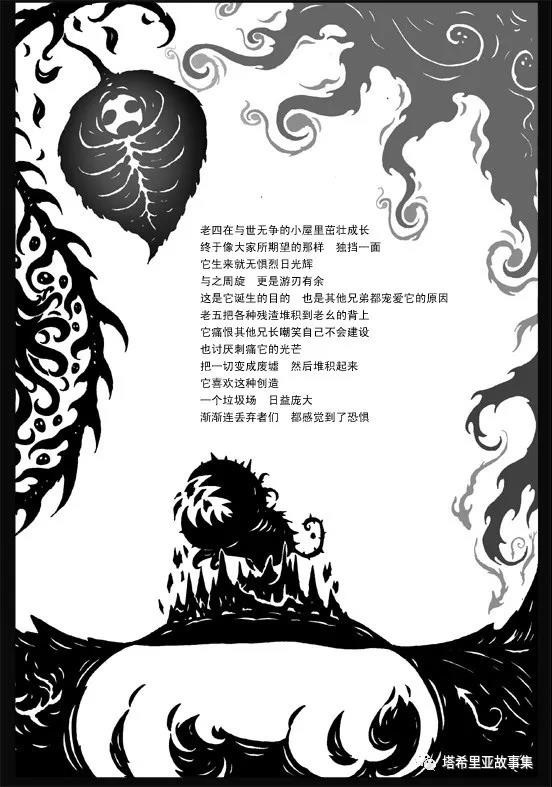 老四在与世无争的小屋里茁壮成长
终于像大家所期望的那样　独挡一面
它生来就无惧烈日光辉
与之周旋　更是游刃有余
这是它诞生的目的　也是其他兄弟都宠爱它的原因
老五把各种残渣堆积到老幺的背上
它痛恨其他兄长嘲笑自己不会建设
也讨厌刺痛它的光芒
把一切变成废墟　然后堆积起来
它喜欢这种创造
一个垃圾场　日益庞大
渐渐连丢弃者们　都感觉到了恐惧
塔希里亚故事集